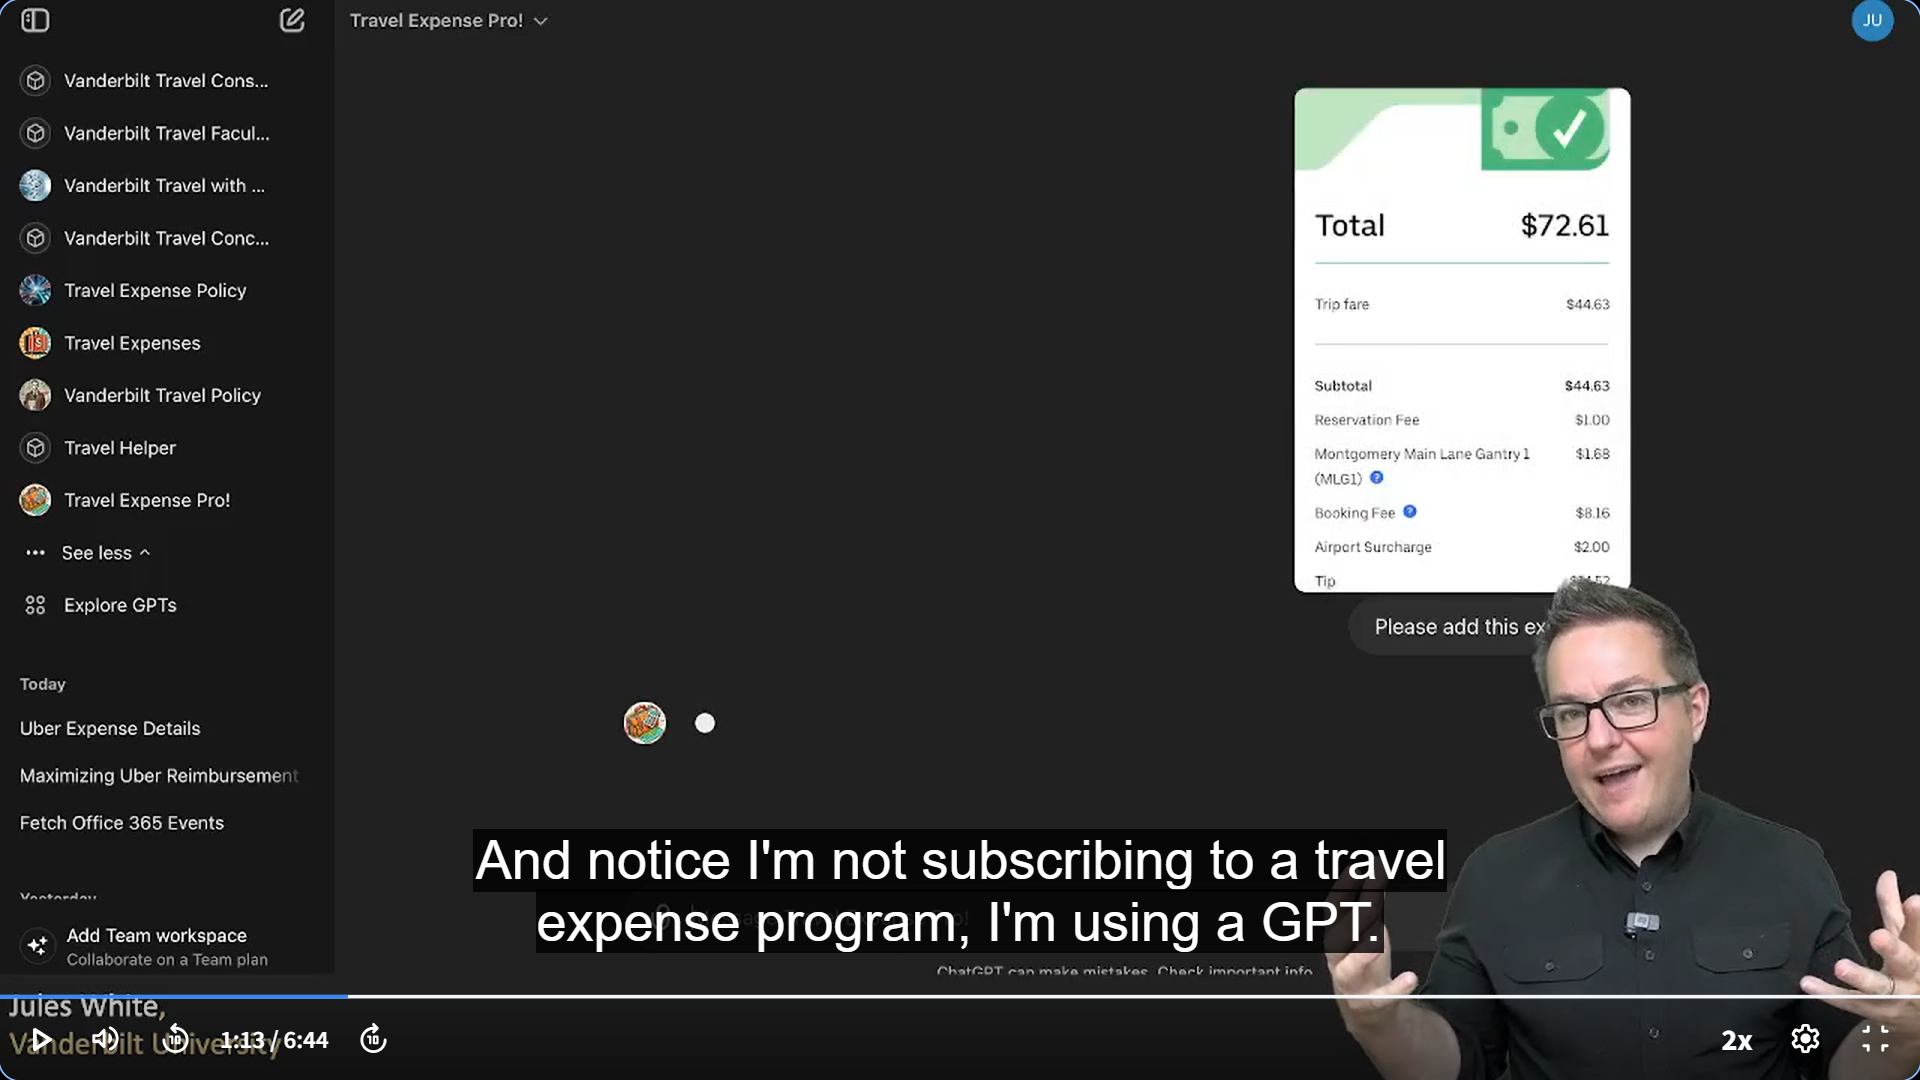 Travel Expense Pro!
JU
Vanderbilt Travel Cons...
Vanderbilt Travel Facul...
Vanderbilt Travel with ...
Vanderbilt Travel Conc...
Travel Expense Policy
Travel Expenses
Vanderbilt Travel Policy
Travel Helper
Travel Expense Pro!
See less
Explore GPTs
Today
Uber Expense Details
Maximizing Uber Reimbursement
Fetch Office 365 Events
Yesterday
Add Team workspace
Collaborate on a Team plan
Total $72.61
Trip fare $44.63
Subtotal $44.63
Reservation Fee $1.00
Montgomery Main Lane Gantry 1 $1.68
(MLG1) ?
Booking Fee ? $8.16
Airport Surcharge $2.00
Tip
Please add this ex
And notice I'm not subscribing to a travel
expense program, I'm using a GPT.
ChatGPT can make mistakes. Check important info.
Jules White,
Vanderbilt University
10 1:13 / 6:44 10
2x